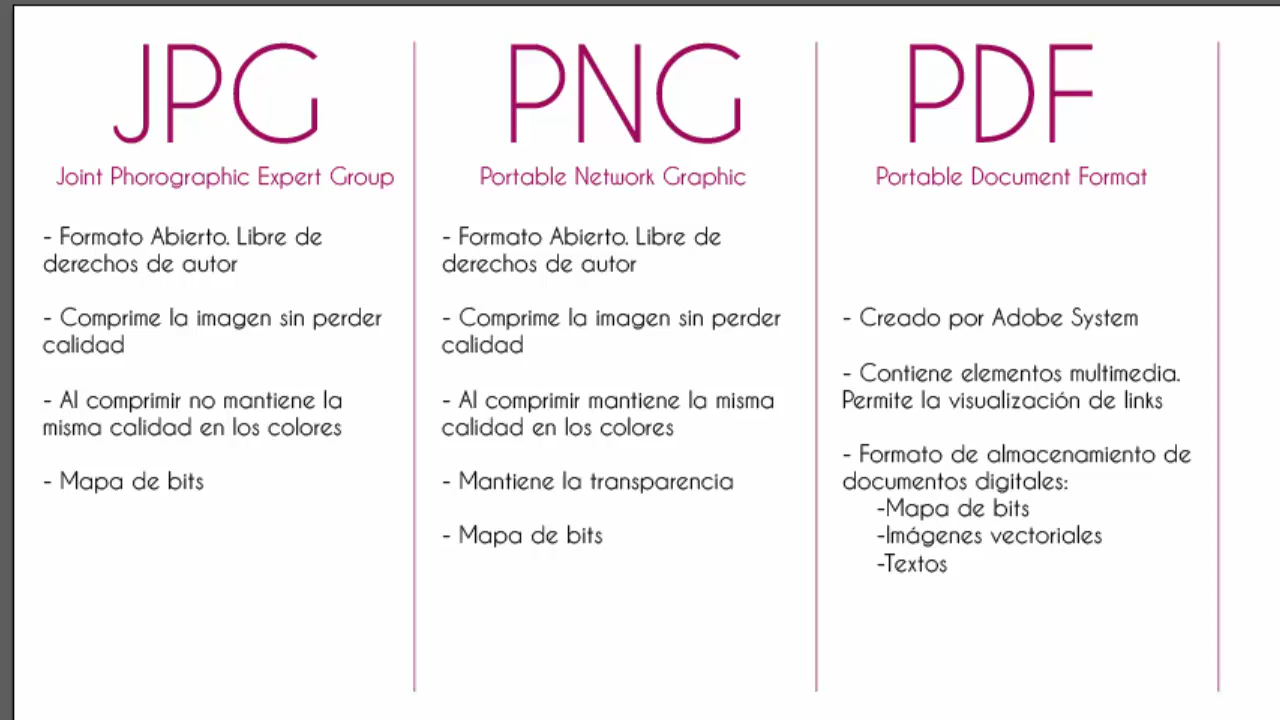 JPG
Joint Phorographic Expert Group
- Formato Abierto. Libre de
derechos de autor
- Comprime la imagen sin perder
calidad
- Al comprimir no mantiene la
misma calidad en los colores
- Mapa de bits
PNG
Portable Network Graphic
- Formato Abierto. Libre de
derechos de autor
- Comprime la imagen sin perder
calidad
- Al comprimir mantiene la misma
calidad en los colores
- Mantiene la transparencia
- Mapa de bits
PDF
Portable Document Format
- Creado por Adobe System
- Contiene elementos multimedia.
Permite la visualización de links
- Formato de almacenamiento de
documentos digitales:
-Mapa de bits
-Imágenes vectoriales
-Textos